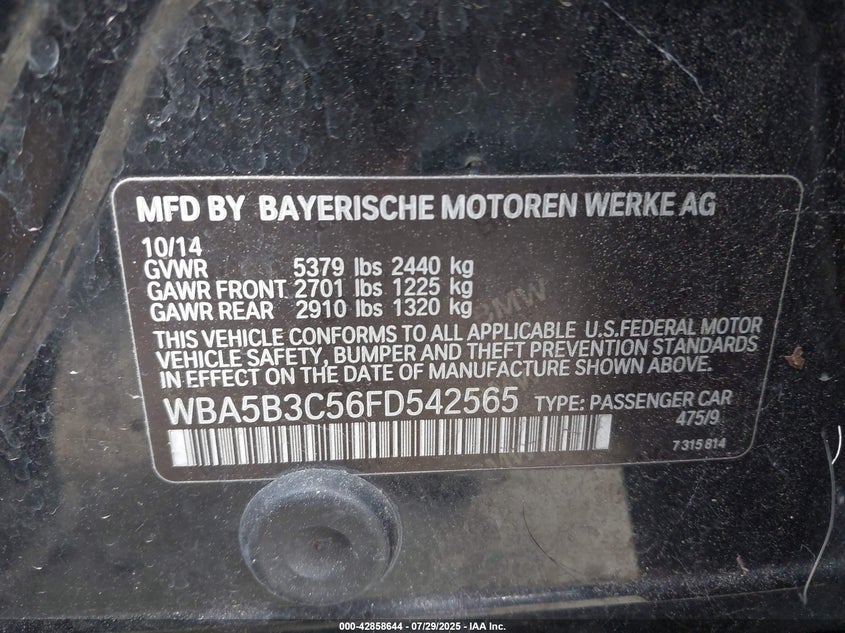 MFD BY BAYERISCHE MOTOREN WERKE AG
10/14
GVWR 5379 lbs 2440 kg
GAWR FRONT 2701 lbs 1225 kg
GAWR REAR 2910 lbs 1320 kg
THIS VEHICLE CONFORMS TO ALL APPLICABLE U.S.FEDERAL MOTOR
VEHICLE SAFETY, BUMPER AND THEFT PREVENTION STANDARDS
IN EFFECT ON THE DATE OF MANUFACTURE SHOWN ABOVE.
WBA5B3C56FD542565 TYPE: PASSENGER CAR
475/9
7 315 814
BMW
000-42858644 / 07/29/2025 - IAA Inc.